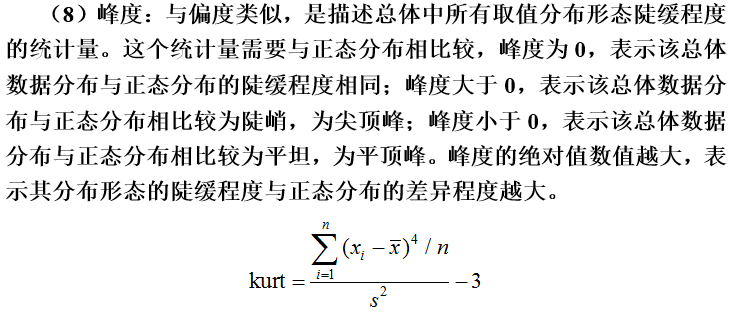 （8）峰度：与偏度类似，是描述总体中所有取值分布形态陡缓程度
的统计量。这个统计量需要与正态分布相比较，峰度为 0，表示该总体
数据分布与正态分布的陡缓程度相同；峰度大于 0，表示该总体数据分
布与正态分布相比较为陡峭，为尖顶峰；峰度小于 0，表示该总体数据
分布与正态分布相比较为平坦，为平顶峰。峰度的绝对值数值越大，表
示其分布形态的陡缓程度与正态分布的差异程度越大。
kurt = \frac{\sum_{i=1}^{n} (x_i - \bar{x})^4 / n}{s^2} - 3